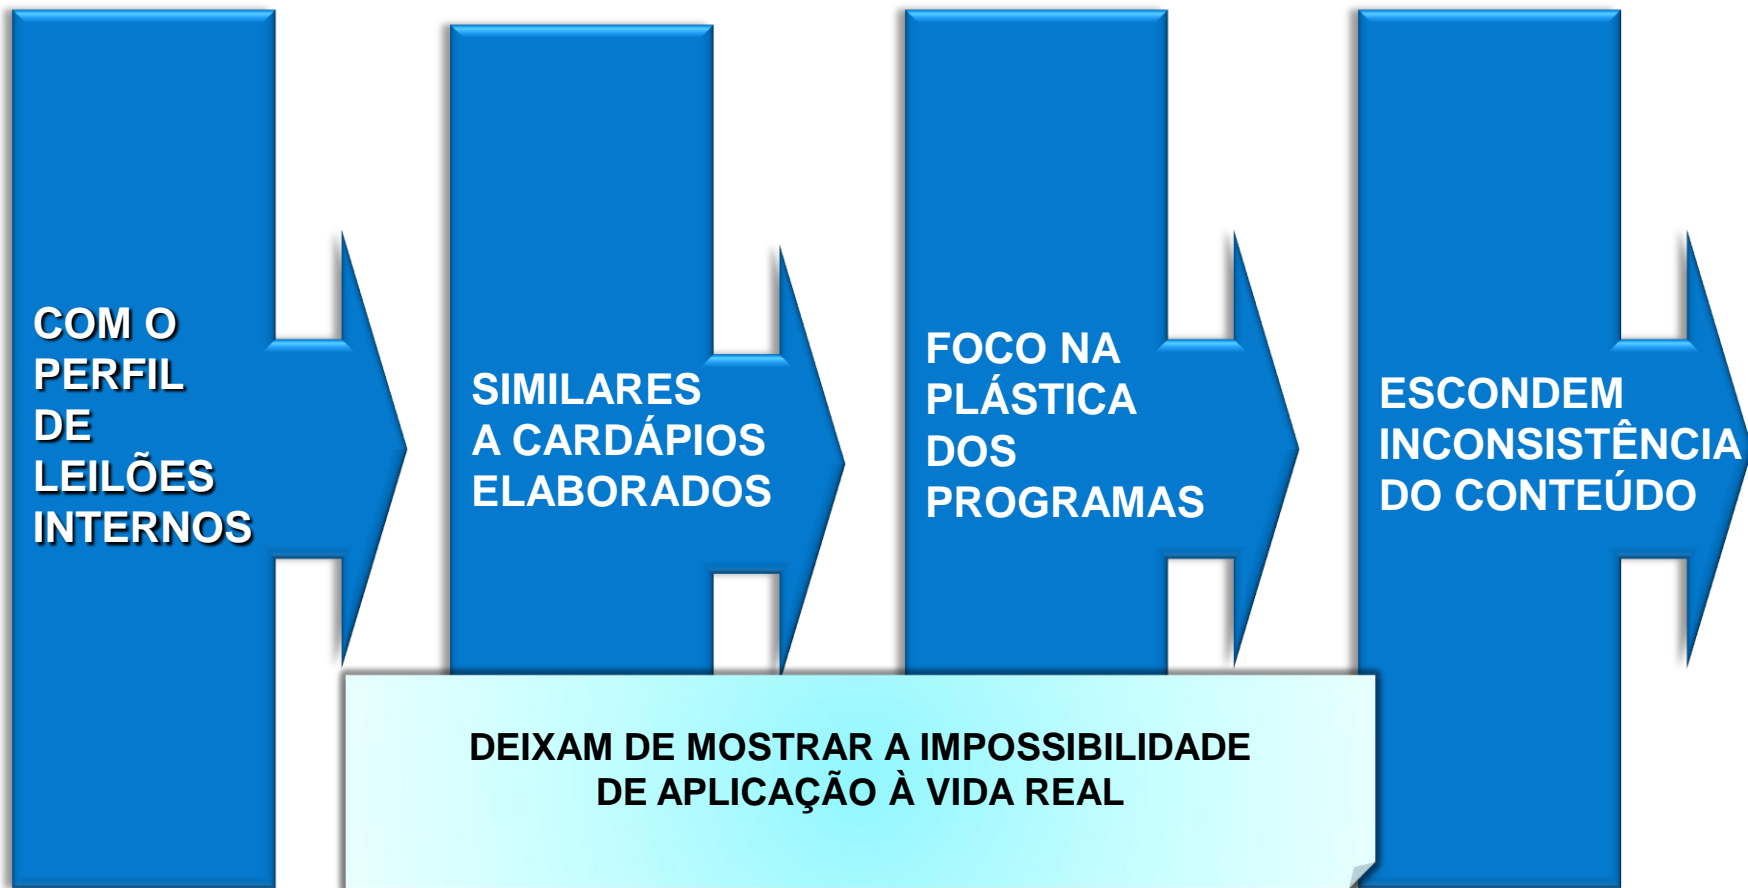 COM O
PERFIL
DE
LEILÕES
INTERNOS
SIMILARES
A CARDÁPIOS
ELABORADOS
FOCO NA
PLÁSTICA
DOS
PROGRAMAS
ESCONDEM
INCONSISTÊNCIA
DO CONTEÚDO
DEIXAM DE MOSTRAR A IMPOSSIBILIDADE
DE APLICAÇÃO À VIDA REAL